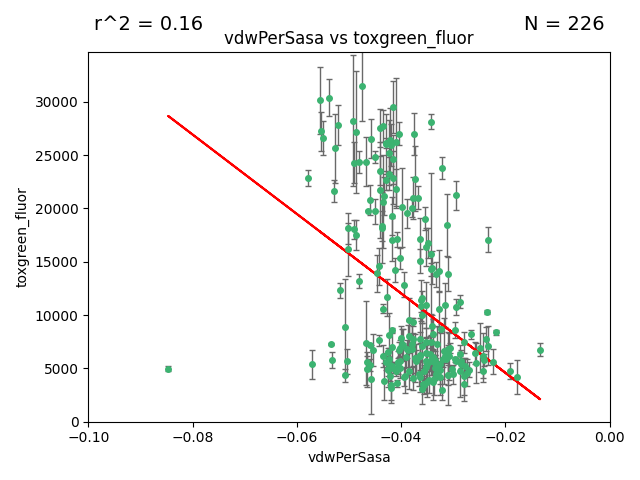 r^2 = 0.16
N = 226
vdwPerSasa vs toxgreen_fluor
30000
25000
20000
15000
10000
5000
0
toxgreen_fluor
−0.10
−0.08
−0.06
−0.04
−0.02
0.00
vdwPerSasa